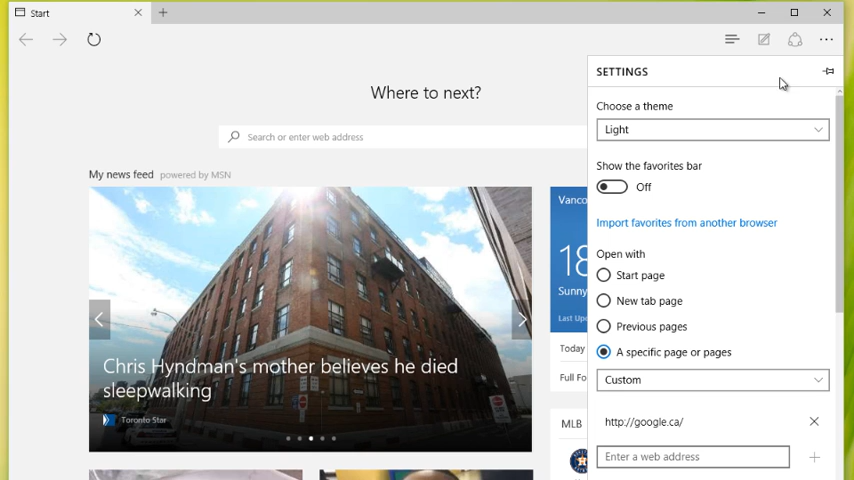 Start
SETTINGS
Choose a theme
Light
Show the favorites bar
Off
Import favorites from another browser
Open with
Start page
New tab page
Previous pages
A specific page or pages
Custom
http://google.ca/
Enter a web address
Where to next?
Search or enter web address
My news feed powered by MSN
Chris Hyndman's mother believes he died
sleepwalking
Toronto Star
Vanco
18
Sunny
Last Upd
Today
Full Fo
MLB